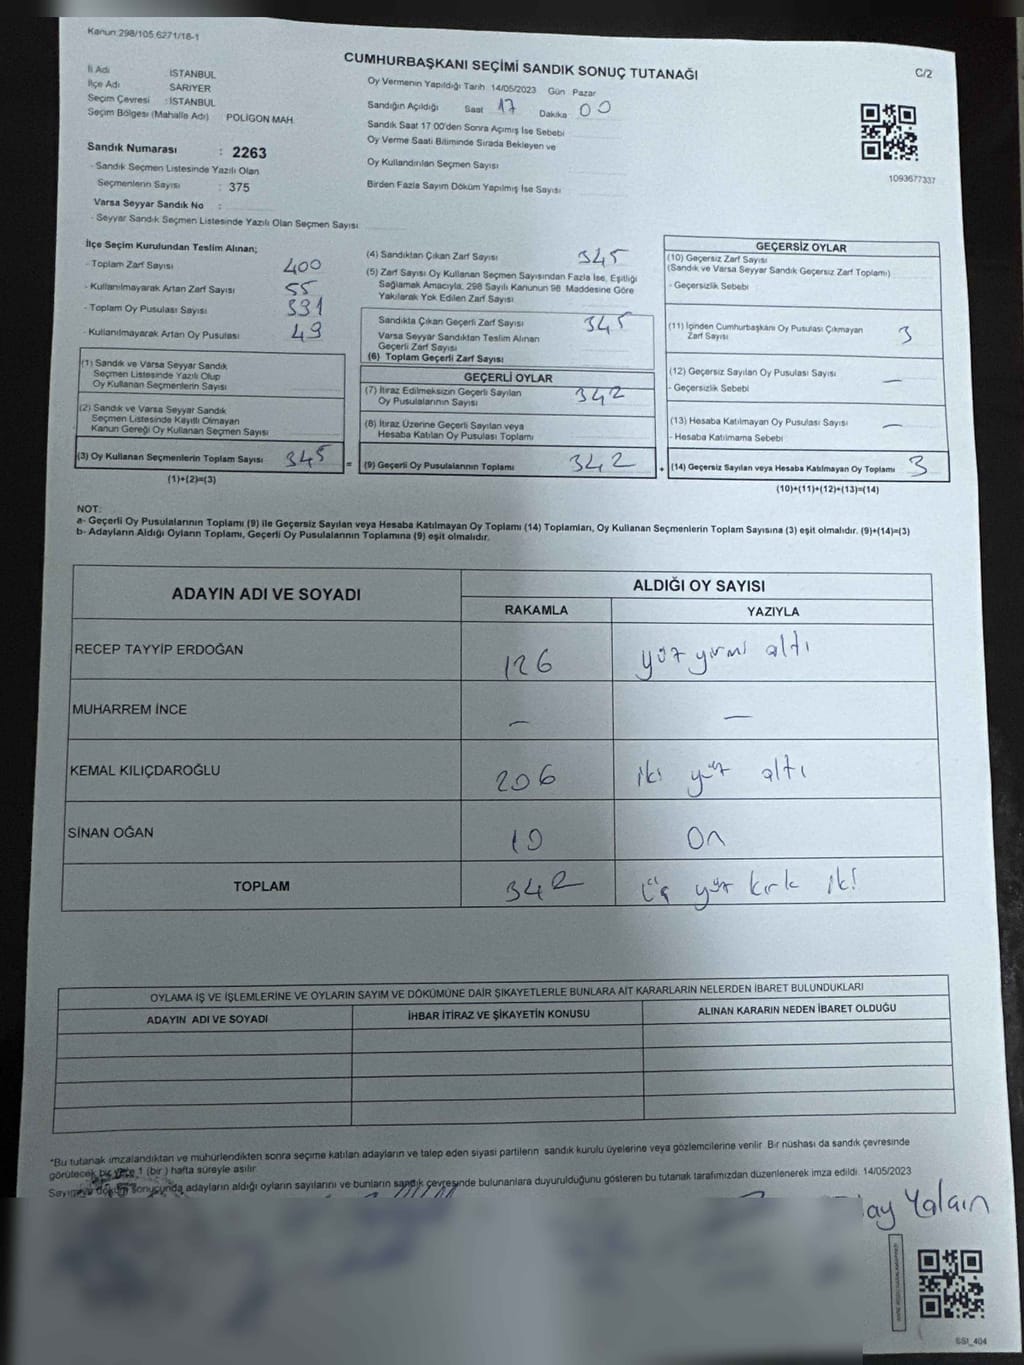 Kanun:298/105,6271/18-1
CUMHURBAŞKANI SEÇİMİ SANDIK SONUÇ TUTANAĞI
C/2
İl Adı İSTANBUL
İlçe Adı SARIYER
Seçim Çevresi : İSTANBUL
Seçim Bölgesi (Mahalle Adı) POLİGON MAH.
Oy Vermenin Yapıldığı Tarih 14/05/2023 Gün Pazar
Sandığın Açıldığı Saat 17 Dakika 00
Sandık Saat 17:00'den Sonra Açımış İse Sebebi
Oy Verme Saati Bitiminde Sırada Bekleyen ve
Oy Kullandırılan Seçmen Sayısı
Birden Fazla Sayım Döküm Yapılmış İse Sayısı
1093677337
Sandık Numarası : 2263
- Sandık Seçmen Listesinde Yazılı Olan
Seçmenlerin Sayısı : 375
Varsa Seyyar Sandık No :
- Seyyar Sandık Seçmen Listesinde Yazılı Olan Seçmen Sayısı
İlçe Seçim Kurulundan Teslim Alınan;
- Toplam Zarf Sayısı 400
- Kullanılmayarak Artan Zarf Sayısı 55
- Toplam Oy Pusulası Sayısı 391
- Kullanılmayarak Artan Oy Pusulası 49
(1) Sandık ve Varsa Seyyar Sandık
Seçmen Listesinde Yazılı Olup
Oy Kullanan Seçmenlerin Sayısı
(2) Sandık ve Varsa Seyyar Sandık
Seçmen Listesinde Kayıtlı Olmayan
Kanun Gereği Oy Kullanan Seçmen Sayısı
(3) Oy Kullanan Seçmenlerin Toplam Sayısı 345
(1)+(2)=(3)
(4) Sandıktan Çıkan Zarf Sayısı 345
(5) Zarf Sayısı Oy Kullanan Seçmen Sayısından Fazla İse, Eşitliği
Sağlamak Amacıyla, 298 Sayılı Kanunun 98. Maddesine Göre
Yakılarak Yok Edilen Zarf Sayısı
Sandıkta Çıkan Geçerli Zarf Sayısı 345
Varsa Seyyar Sandıktan Teslim Alınan
Geçerli Zarf Sayısı
(6) Toplam Geçerli Zarf Sayısı
GEÇERLİ OYLAR
(7) İtiraz Edilmeksizin Geçerli Sayılan
Oy Pusulalarının Sayısı 342
(8) İtiraz Üzerine Geçerli Sayılan veya
Hesaba Katılan Oy Pusulası Toplamı
= (9) Geçerli Oy Pusulalarının Toplamı 342
GEÇERSİZ OYLAR
(10) Geçersiz Zarf Sayısı
(Sandık ve Varsa Seyyar Sandık Geçersiz Zarf Toplamı)
- Geçersizlik Sebebi
(11) İçinden Cumhurbaşkanı Oy Pusulası Çıkmayan
Zarf Sayısı 3
(12) Geçersiz Sayılan Oy Pusulası Sayısı —
- Geçersizlik Sebebi
(13) Hesaba Katılmayan Oy Pusulası Sayısı —
- Hesaba Katılmama Sebebi
+ (14) Geçersiz Sayılan veya Hesaba Katılmayan Oy Toplamı 3
(10)+(11)+(12)+(13)=(14)
NOT:
a- Geçerli Oy Pusulalarının Toplamı (9) ile Geçersiz Sayılan veya Hesaba Katılmayan Oy Toplamı (14) Toplamları, Oy Kullanan Seçmenlerin Toplam Sayısına (3) eşit olmalıdır. (9)+(14)=(3)
b- Adayların Aldığı Oyların Toplamı, Geçerli Oy Pusulalarının Toplamına (9) eşit olmalıdır.
ADAYIN ADI VE SOYADI ALDIĞI OY SAYISI
RAKAMLA YAZIYLA
RECEP TAYYİP ERDOĞAN 126 yüz yirmi altı
MUHARREM İNCE — —
KEMAL KILIÇDAROĞLU 206 iki yüz altı
SİNAN OĞAN 10 On
TOPLAM 342 üç yüz kırk iki
OYLAMA İŞ VE İŞLEMLERİNE VE OYLARIN SAYIM VE DÖKÜMÜNE DAİR ŞİKAYETLERLE BUNLARA AİT KARARLARIN NELERDEN İBARET BULUNDUKLARI
ADAYIN ADI VE SOYADI İHBAR İTİRAZ VE ŞİKAYETİN KONUSU ALINAN KARARIN NEDEN İBARET OLDUĞU
*Bu tutanak imzalandıktan ve mühürlendikten sonra seçime katılan adayların ve talep eden siyasi partilerin sandık kurulu üyelerine veya gözlemcilerine verilir. Bir nüshası da sandık çevresinde
görülecek bir yere 1 (bir) hafta süreyle asılır.
Sayım ve döküm sonucunda adayların aldığı oyların sayılarını ve bunların sandık çevresinde bulunanlara duyurulduğunu gösteren bu tutanak tarafımızdan düzenlenerek imza edildi. 14/05/2023
ay Yalçın
SSI_404